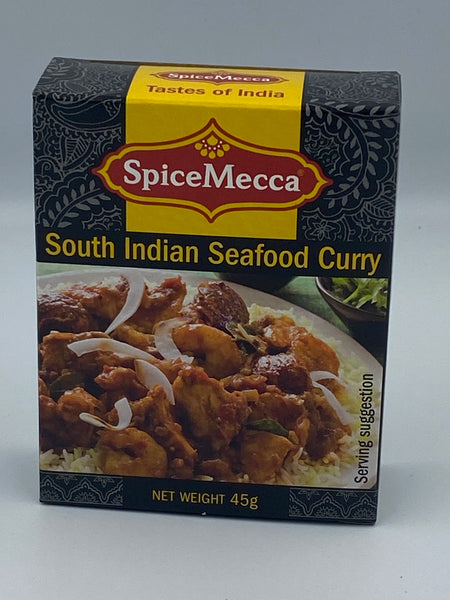 SpiceMecca
Tastes of India
SpiceMecca®
South Indian Seafood Curry
Serving suggestion
NET WEIGHT 45g